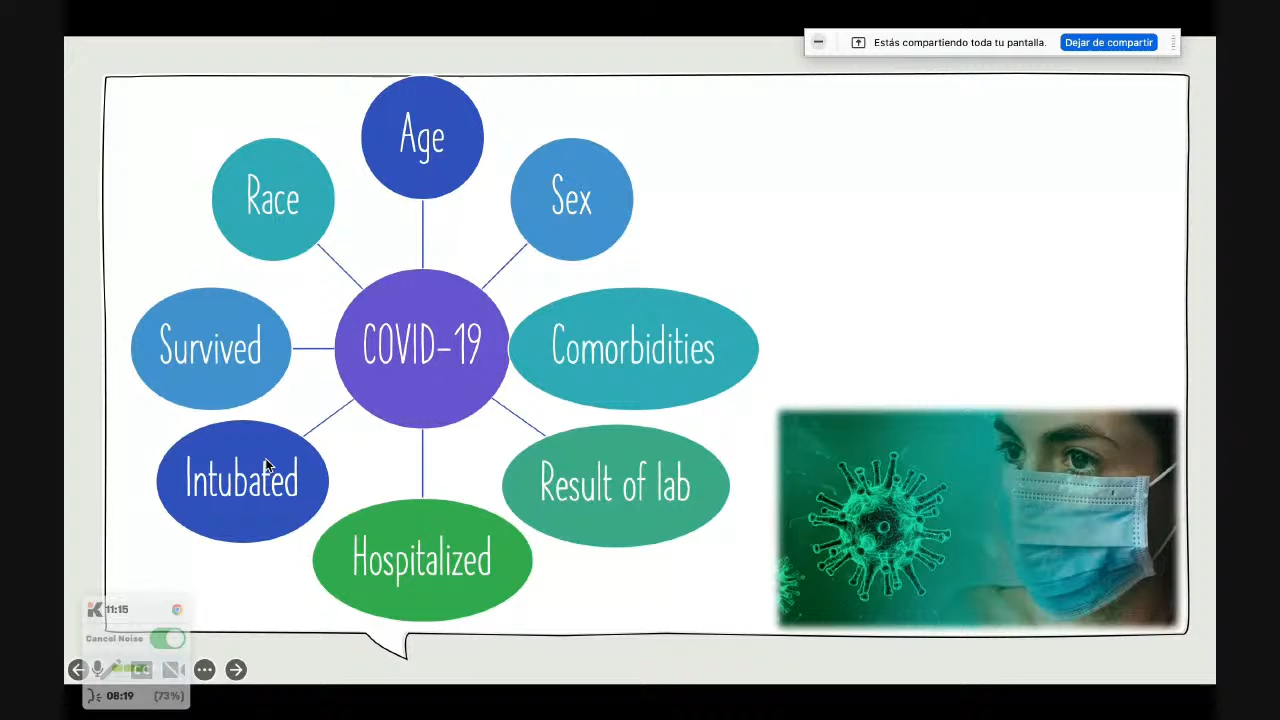 Estás compartiendo toda tu pantalla.
Dejar de compartir
Age
Race
Sex
Survived
COVID-19
Comorbidities
Intubated
Result of lab
Hospitalized
11:15
Cancel Noise
CC
08:19 (73%)